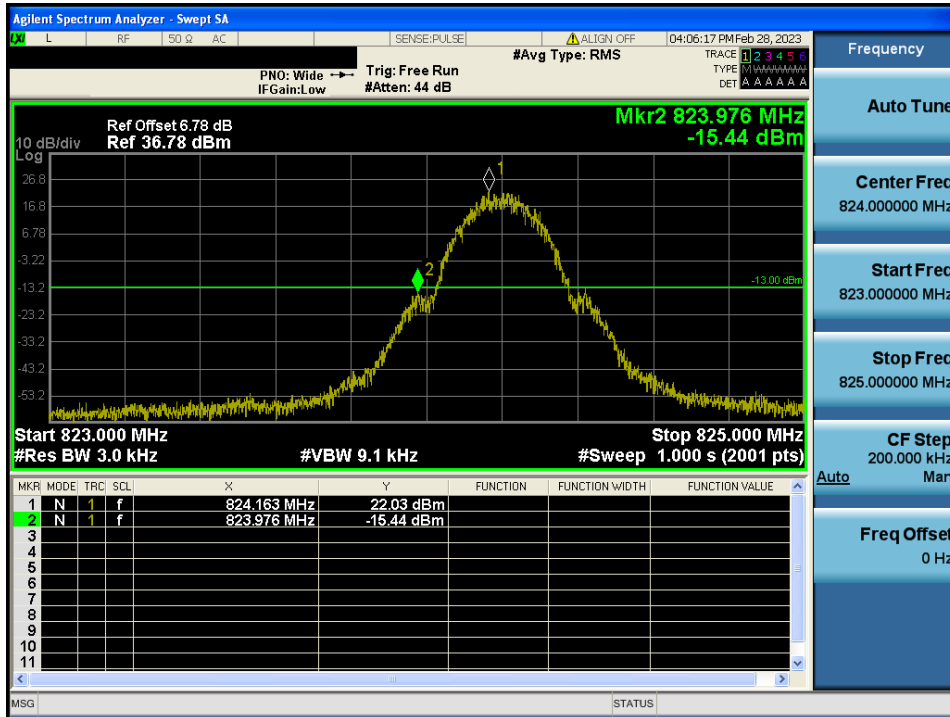 Agilent Spectrum Analyzer - Swept SA
LXI L RF 50 Ω AC SENSE:PULSE ALIGN OFF 04:06:17 PM Feb 28, 2023
#Avg Type: RMS TRACE 1 2 3 4 5 6
PNO: Wide Trig: Free Run TYPE M
IFGain:Low #Atten: 44 dB DET A A A A A A
Mkr2 823.976 MHz
-15.44 dBm
Ref Offset 6.78 dB
10 dB/div Ref 36.78 dBm
Log
1
26.8
16.8
6.78
2
-3.22
-13.00 dBm
-13.2
-23.2
-33.2
-43.2
-53.2
Start 823.000 MHz Stop 825.000 MHz
#Res BW 3.0 kHz #VBW 9.1 kHz #Sweep 1.000 s (2001 pts)
MKR MODE TRC SCL X Y FUNCTION FUNCTION WIDTH FUNCTION VALUE
1 N 1 f 824.163 MHz 22.03 dBm
2 N 1 f 823.976 MHz -15.44 dBm
3
4
5
6
7
8
9
10
11
MSG STATUS
Frequency
Auto Tune
Center Freq
824.000000 MHz
Start Freq
823.000000 MHz
Stop Freq
825.000000 MHz
CF Step
200.000 kHz
Auto Man
Freq Offset
0 Hz